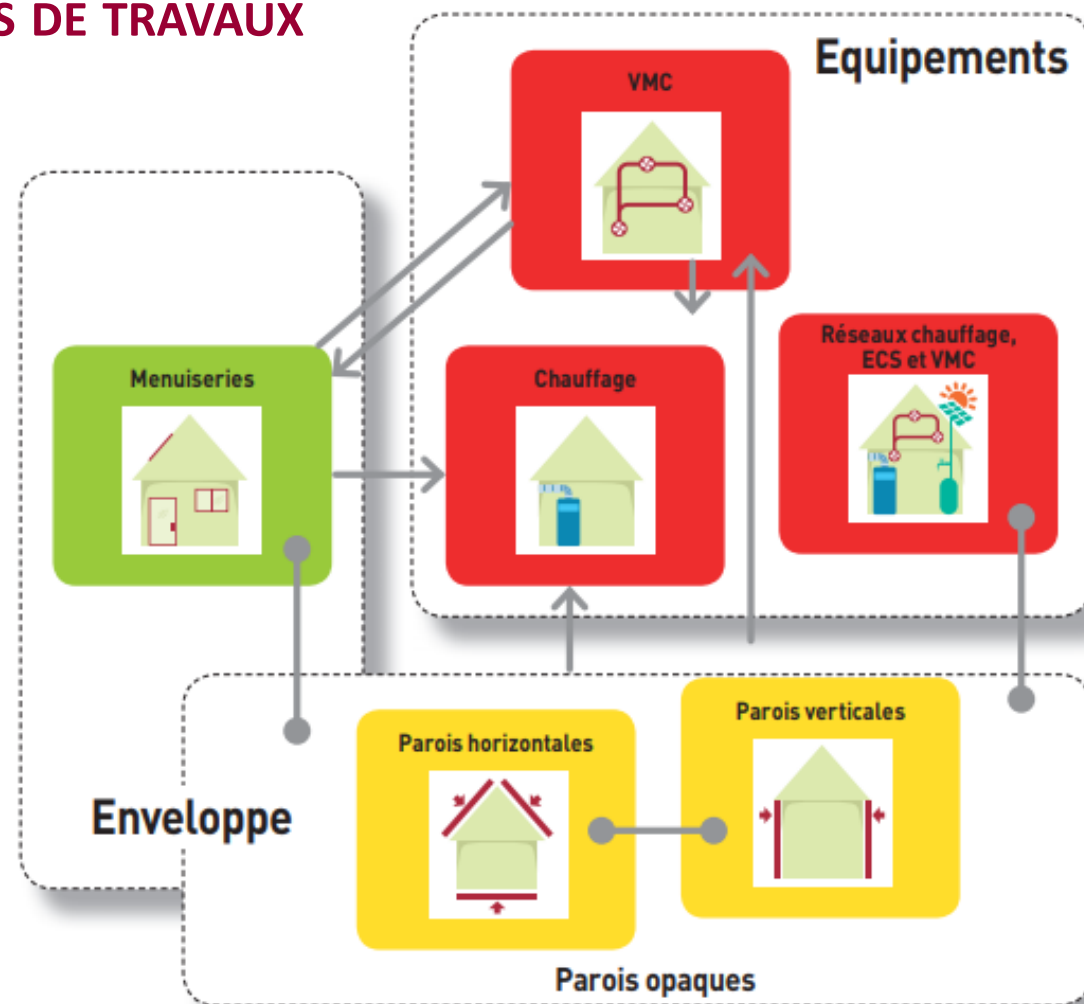 S DE TRAVAUX
Equipements
VMC
Réseaux chauffage,
ECS et VMC
Menuiseries
Chauffage
Parois verticales
Parois horizontales
Enveloppe
Parois opaques